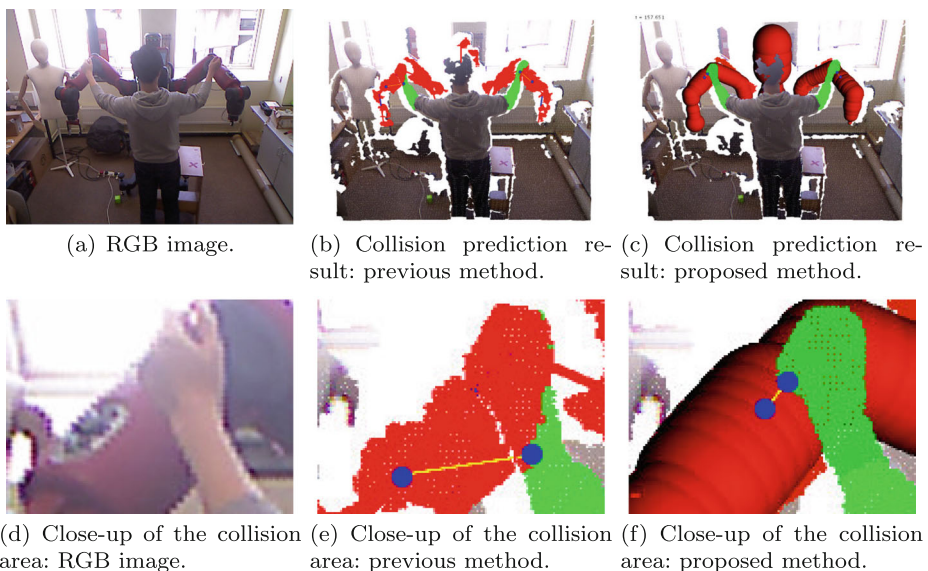 t = 157.651
(a) RGB image.
(b) Collision prediction re-
sult: previous method.
(c) Collision prediction re-
sult: proposed method.
(d) Close-up of the collision
area: RGB image.
(e) Close-up of the collision
area: previous method.
(f) Close-up of the collision
area: proposed method.